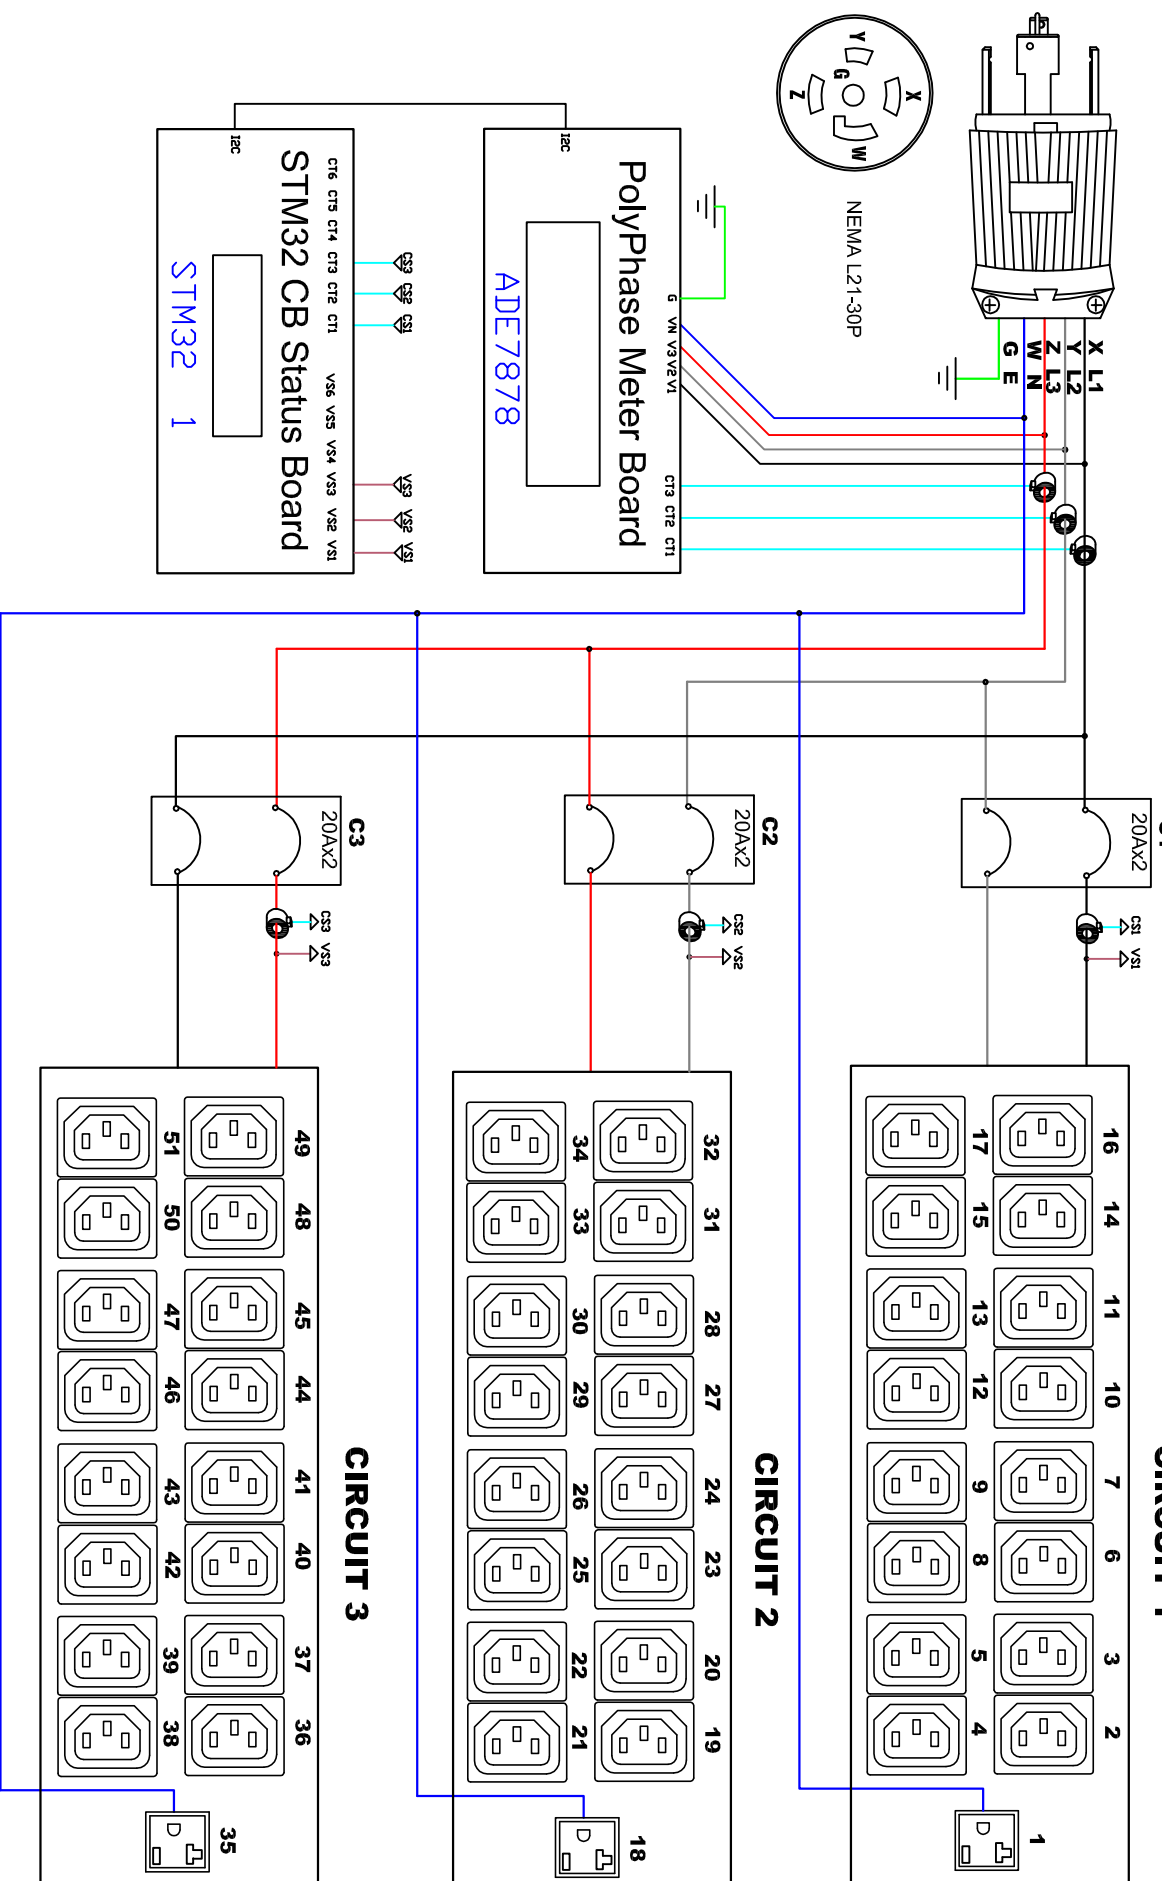 X L1
Y L2
Z L3
W N
G E
X
Y
G
Z
W
NEMA L21-30P
I2C
PolyPhase Meter Board
ADE7878
G VN V3 V2 V1
CT3 CT2 CT1
I2C
CT6 CT5 CT4 CT3 CT2 CT1
VS6 VS5 VS4 VS3 VS2 VS1
STM32 CB Status Board
STM32 1
CS3
CS2
CS1
VS3
VS2
VS1
20Ax2
CS1
VS1
C2
20Ax2
CS2
VS2
C3
20Ax2
CS3
VS3
16 14 11 10 7 6 3 2
17 15 13 12 9 8 5 4
1
CIRCUIT 2
32 31 28 27 24 23 20 19
34 33 30 29 26 25 22 21
18
CIRCUIT 3
49 48 45 44 41 40 37 36
51 50 47 46 43 42 39 38
35